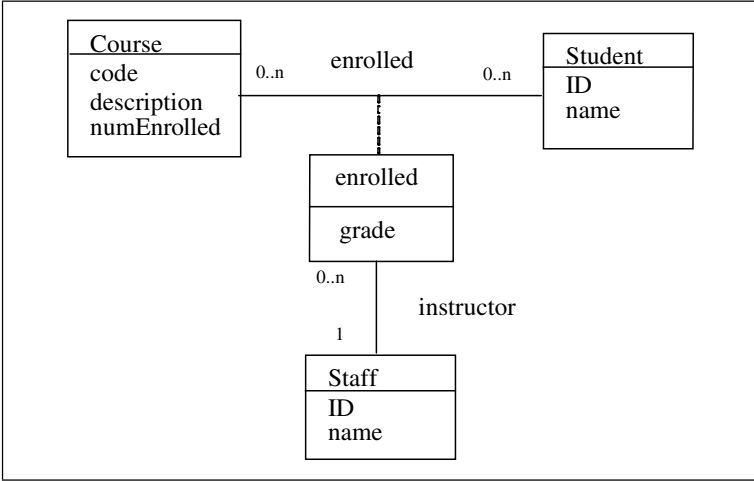 Course
code
description
numEnrolled
0..n
enrolled
0..n
Student
ID
name
enrolled
grade
0..n
instructor
1
Staff
ID
name